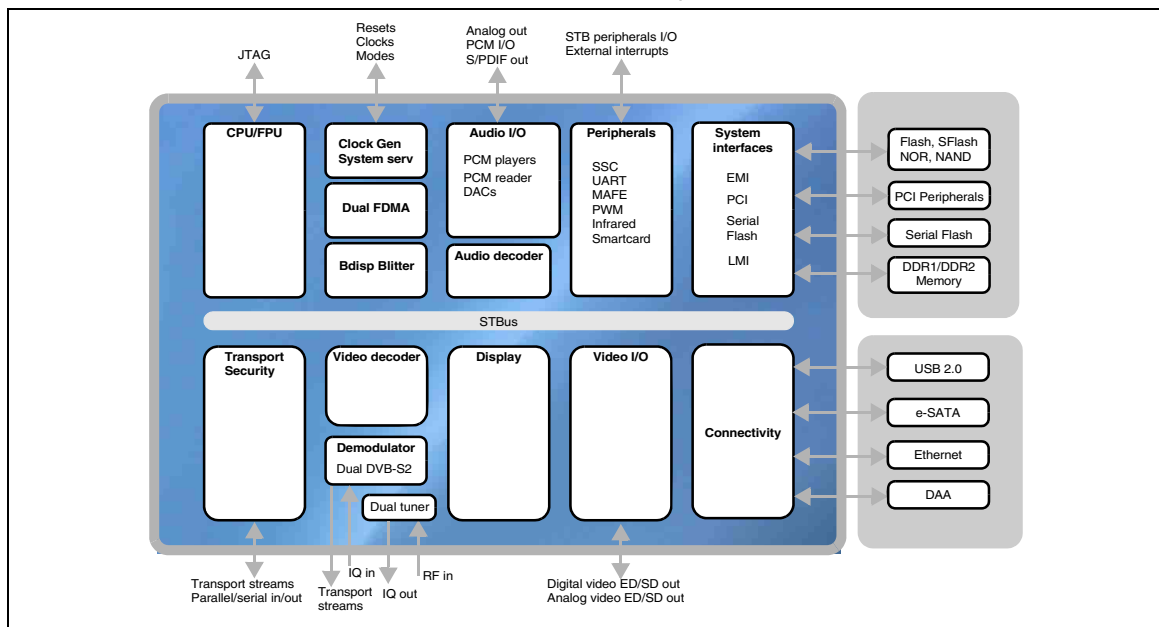 Resets
Clocks
Modes
Analog out
PCM I/O
S/PDIF out
STB peripherals I/O
External interrupts
JTAG
CPU/FPU
Clock Gen
System serv
Dual FDMA
Bdisp Blitter
Audio I/O
PCM players
PCM reader
DACs
Audio decoder
Peripherals
SSC
UART
MAFE
PWM
Infrared
Smartcard
System
interfaces
EMI
PCI
Serial
Flash
LMI
Flash, SFlash
NOR, NAND
PCI Peripherals
Serial Flash
DDR1/DDR2
Memory
STBus
Transport
Security
Video decoder
Demodulator
Dual DVB-S2
Dual tuner
Display
Video I/O
Connectivity
USB 2.0
e-SATA
Ethernet
DAA
Transport streams
Parallel/serial in/out
Transport
streams
IQ in
IQ out
RF in
Digital video ED/SD out
Analog video ED/SD out